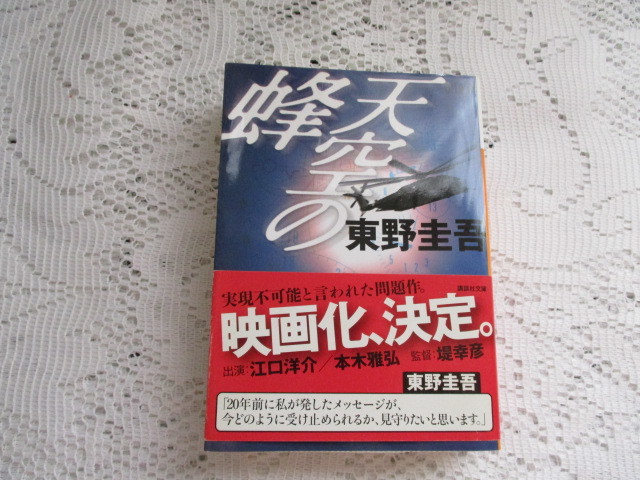 天空の
蜂
東野圭吾
講談社文庫
実現不可能と言われた問題作。
映画化、決定。
出演:江口洋介／本木雅弘 監督:堤幸彦
東野圭吾
「20年前に私が発したメッセージが、
今どのように受け止められるか、見守りたいと思います。」